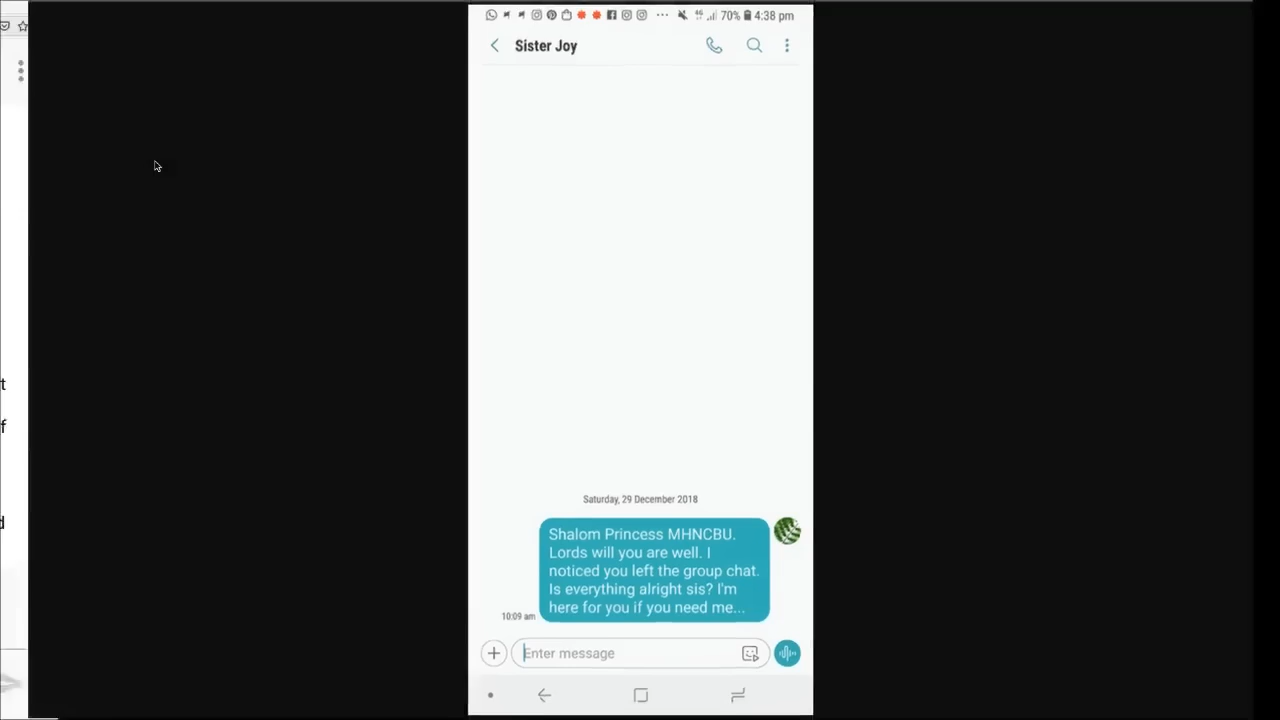 70% 4:38 pm
Sister Joy
t
f
d
Saturday, 29 December 2018
Shalom Princess MHNCBU.
Lords will you are well. I
noticed you left the group chat.
Is everything alright sis? I'm
here for you if you need me...
10:09 am
Enter message